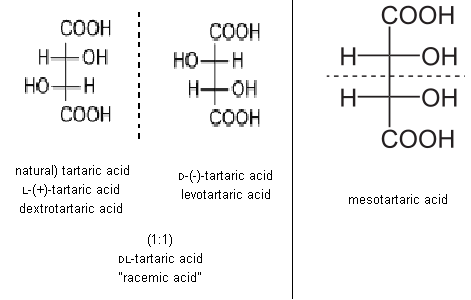 COOH
H OH
HO H
COOH
natural) tartaric acid
L-(+)-tartaric acid
dextrotartaric acid
COOH
HO H
H OH
COOH
D-(-)-tartaric acid
levotartaric acid
(1:1)
DL-tartaric acid
"racemic acid"
COOH
H OH
H OH
COOH
mesotartaric acid